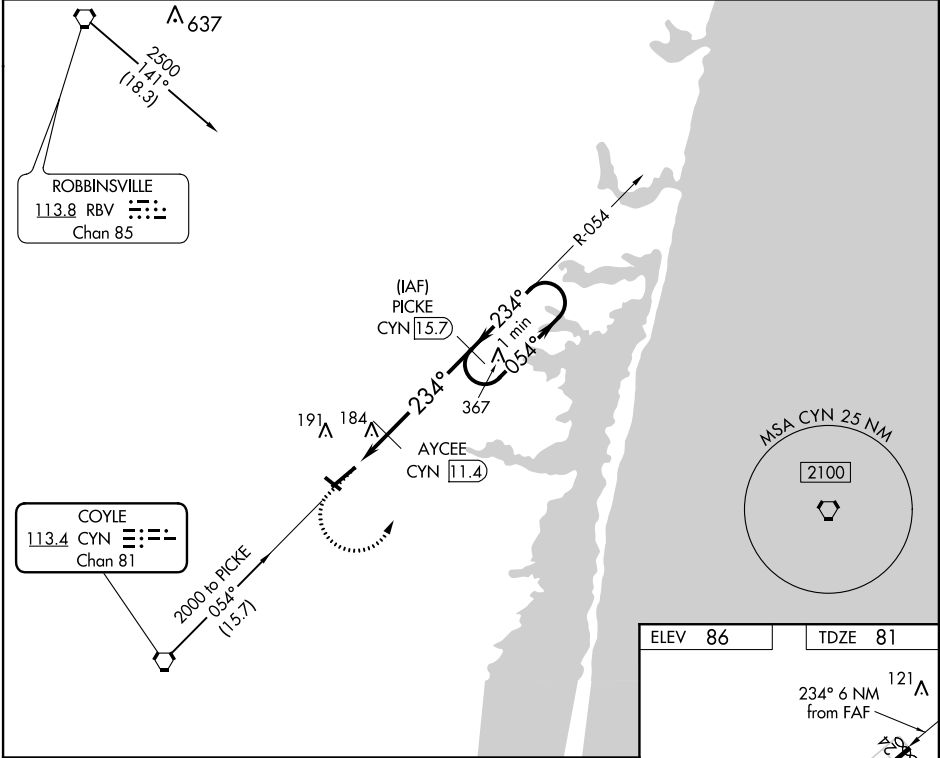 637
2500
141°
(18.3)
ROBBINSVILLE
113.8 RBV
Chan 85
R-054
(IAF)
PICKE
CYN 15.7
234°
1 min
054°
367
234°
191
184
AYCEE
CYN 11.4
MSA CYN 25 NM
2100
COYLE
113.4 CYN
Chan 81
2000 to PICKE
054°
(15.7)
ELEV 86
TDZE 81
121
234° 6 NM
from FAF
24